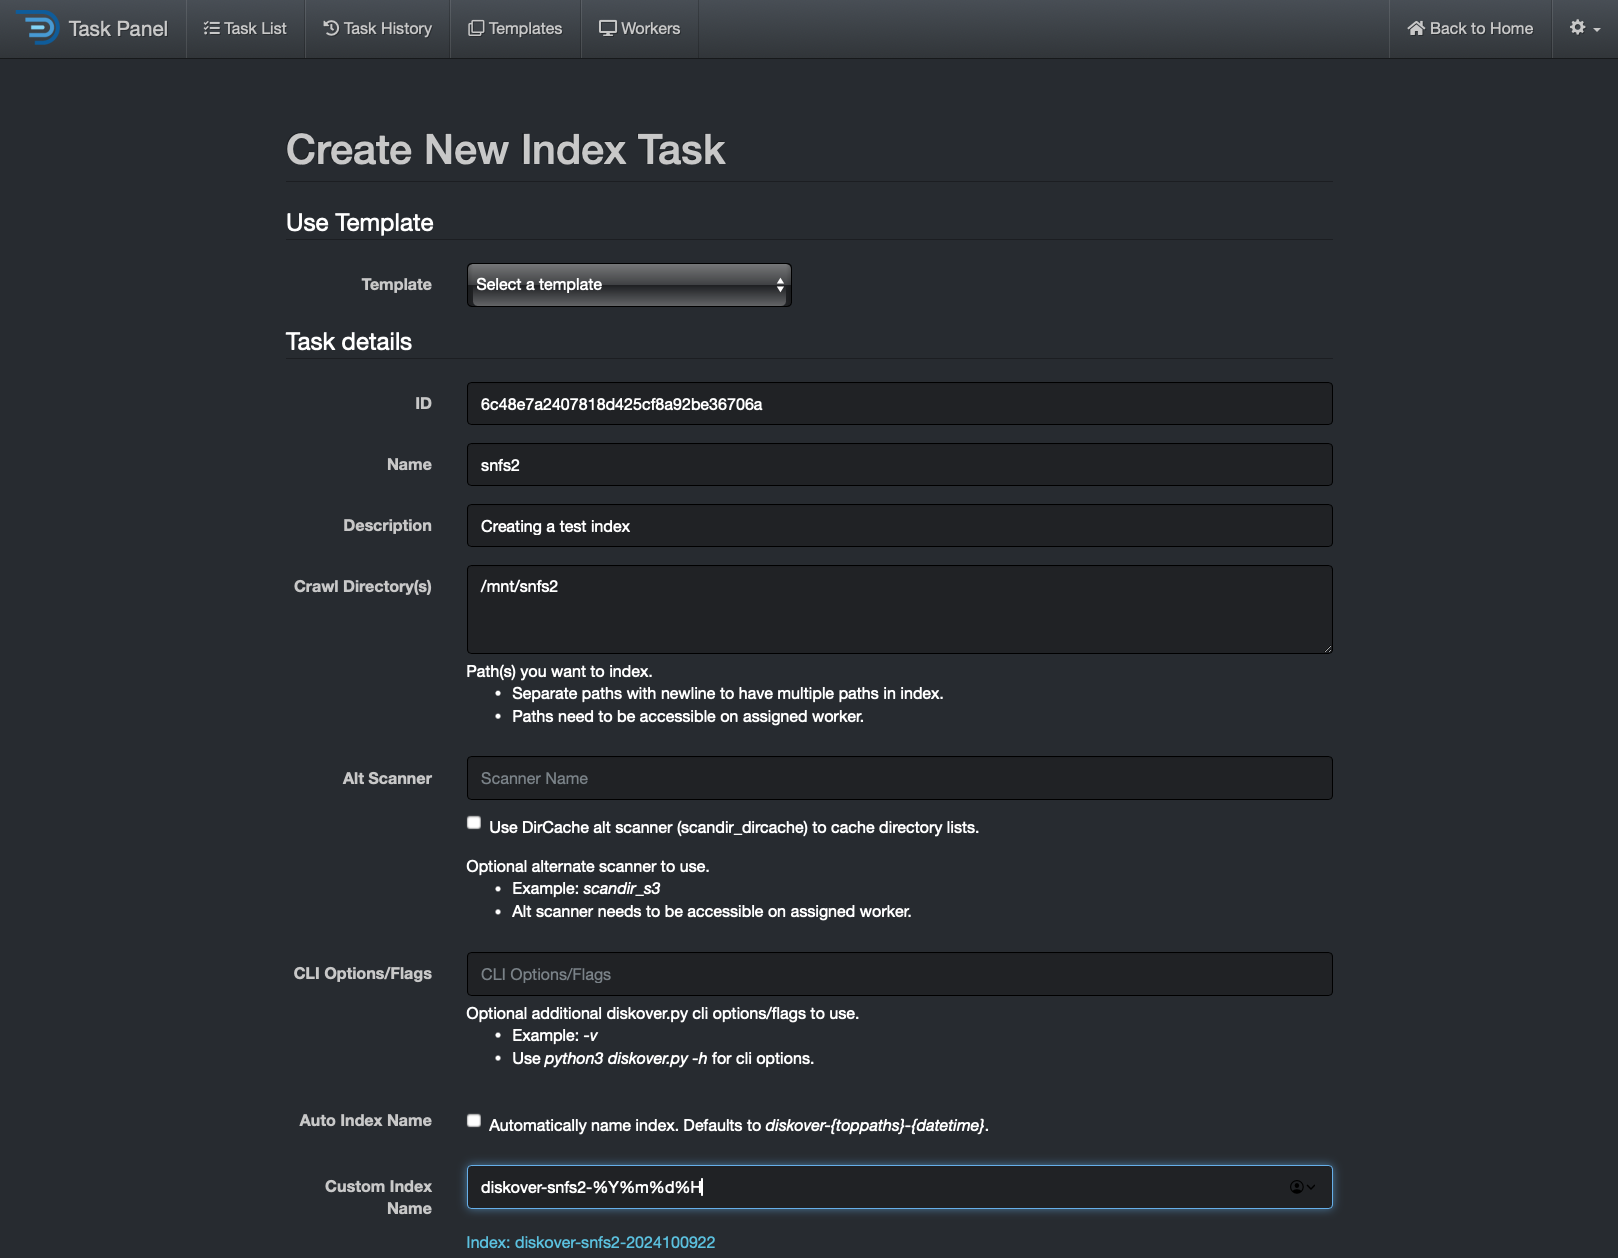 Task Panel
Task List
Task History
Templates
Workers
Back to Home
Create New Index Task
Use Template
Template
Select a template
Task details
ID
6c48e7a2407818d425cf8a92be36706a
Name
snfs2
Description
Creating a test index
Crawl Directory(s)
/mnt/snfs2
Path(s) you want to index.
• Separate paths with newline to have multiple paths in index.
• Paths need to be accessible on assigned worker.
Alt Scanner
Scanner Name
Use DirCache alt scanner (scandir_dircache) to cache directory lists.
Optional alternate scanner to use.
• Example: scandir_s3
• Alt scanner needs to be accessible on assigned worker.
CLI Options/Flags
CLI Options/Flags
Optional additional diskover.py cli options/flags to use.
• Example: -v
• Use python3 diskover.py -h for cli options.
Auto Index Name
Automatically name index. Defaults to diskover-{toppaths}-{datetime}.
Custom Index
Name
diskover-snfs2-%Y%m%d%H
Index: diskover-snfs2-2024100922